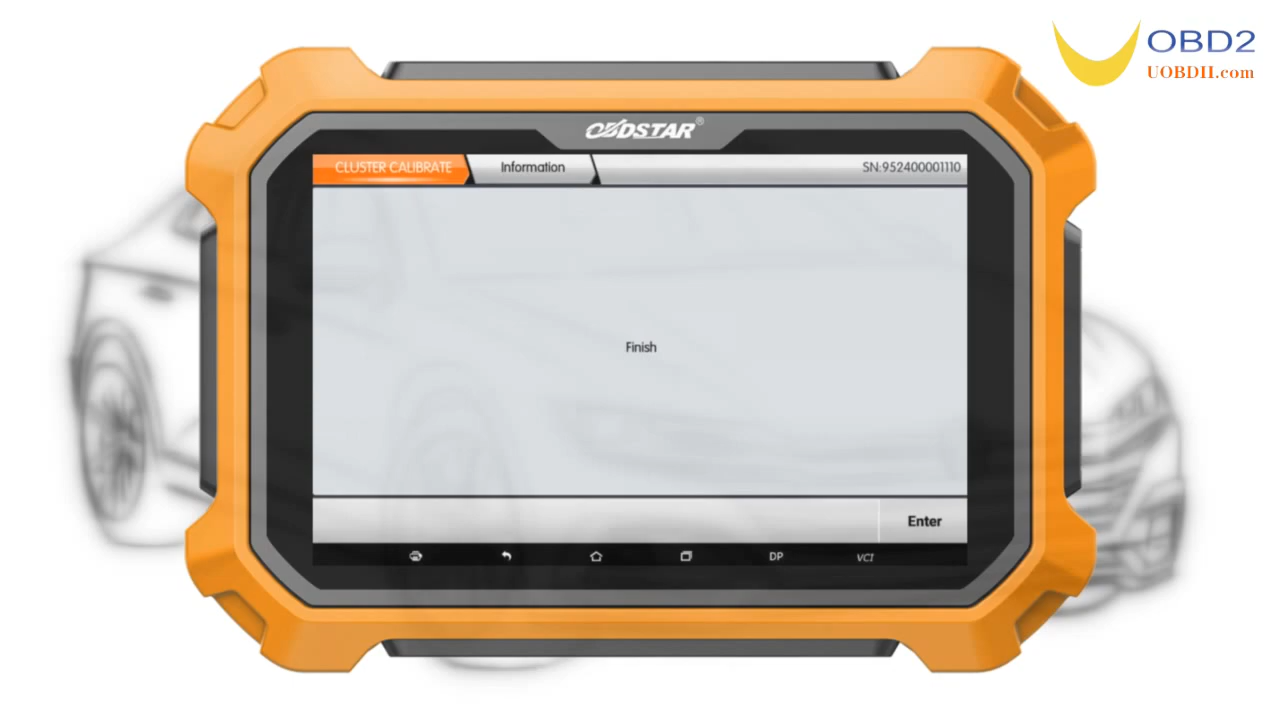 OBD2
UOBDII.com
OBDSTAR®
CLUSTER CALIBRATE
Information
SN:952400001110
Finish
Enter
DP
VCI